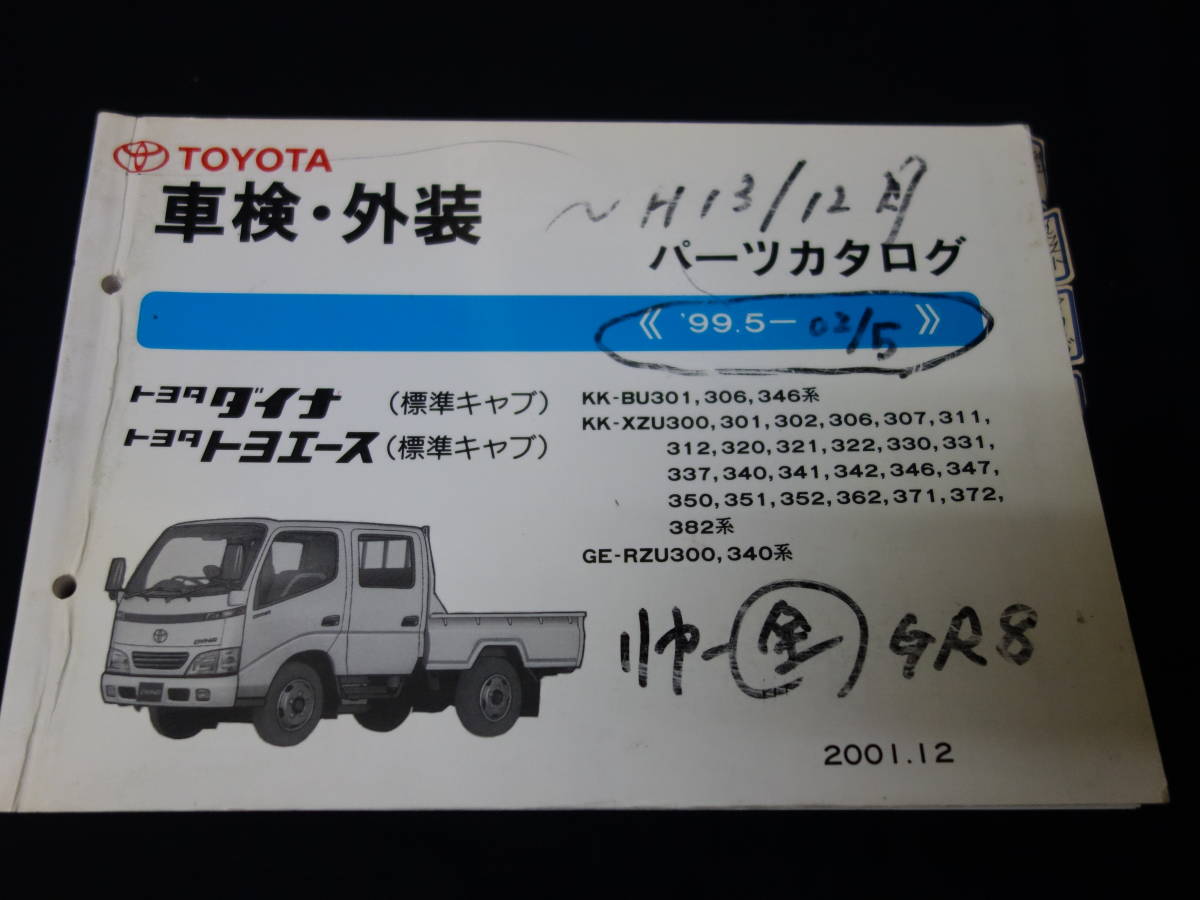 TOYOTA
車検・外装
～H13/12月
パーツカタログ
《 '99.5－02/5 》
トヨタ ダイナ (標準キャブ)
トヨタ トヨエース (標準キャブ)
KK-BU301,306,346系
KK-XZU300,301,302,306,307,311,
312,320,321,322,330,331,
337,340,341,342,346,347,
350,351,352,362,371,372,
382系
GE-RZU300,340系
GR8
2001.12